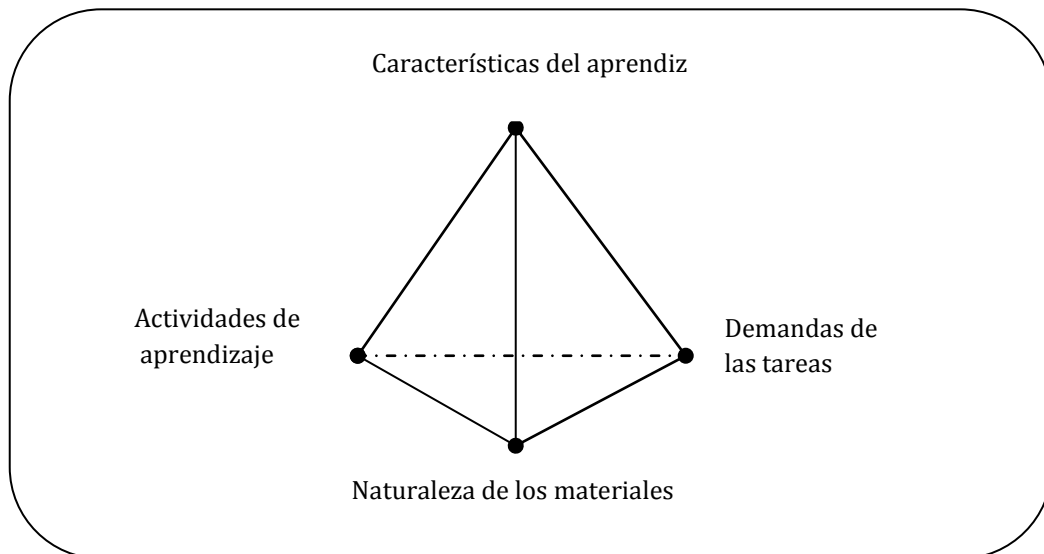 Características del aprendiz
Actividades de
aprendizaje
Demandas de
las tareas
Naturaleza de los materiales